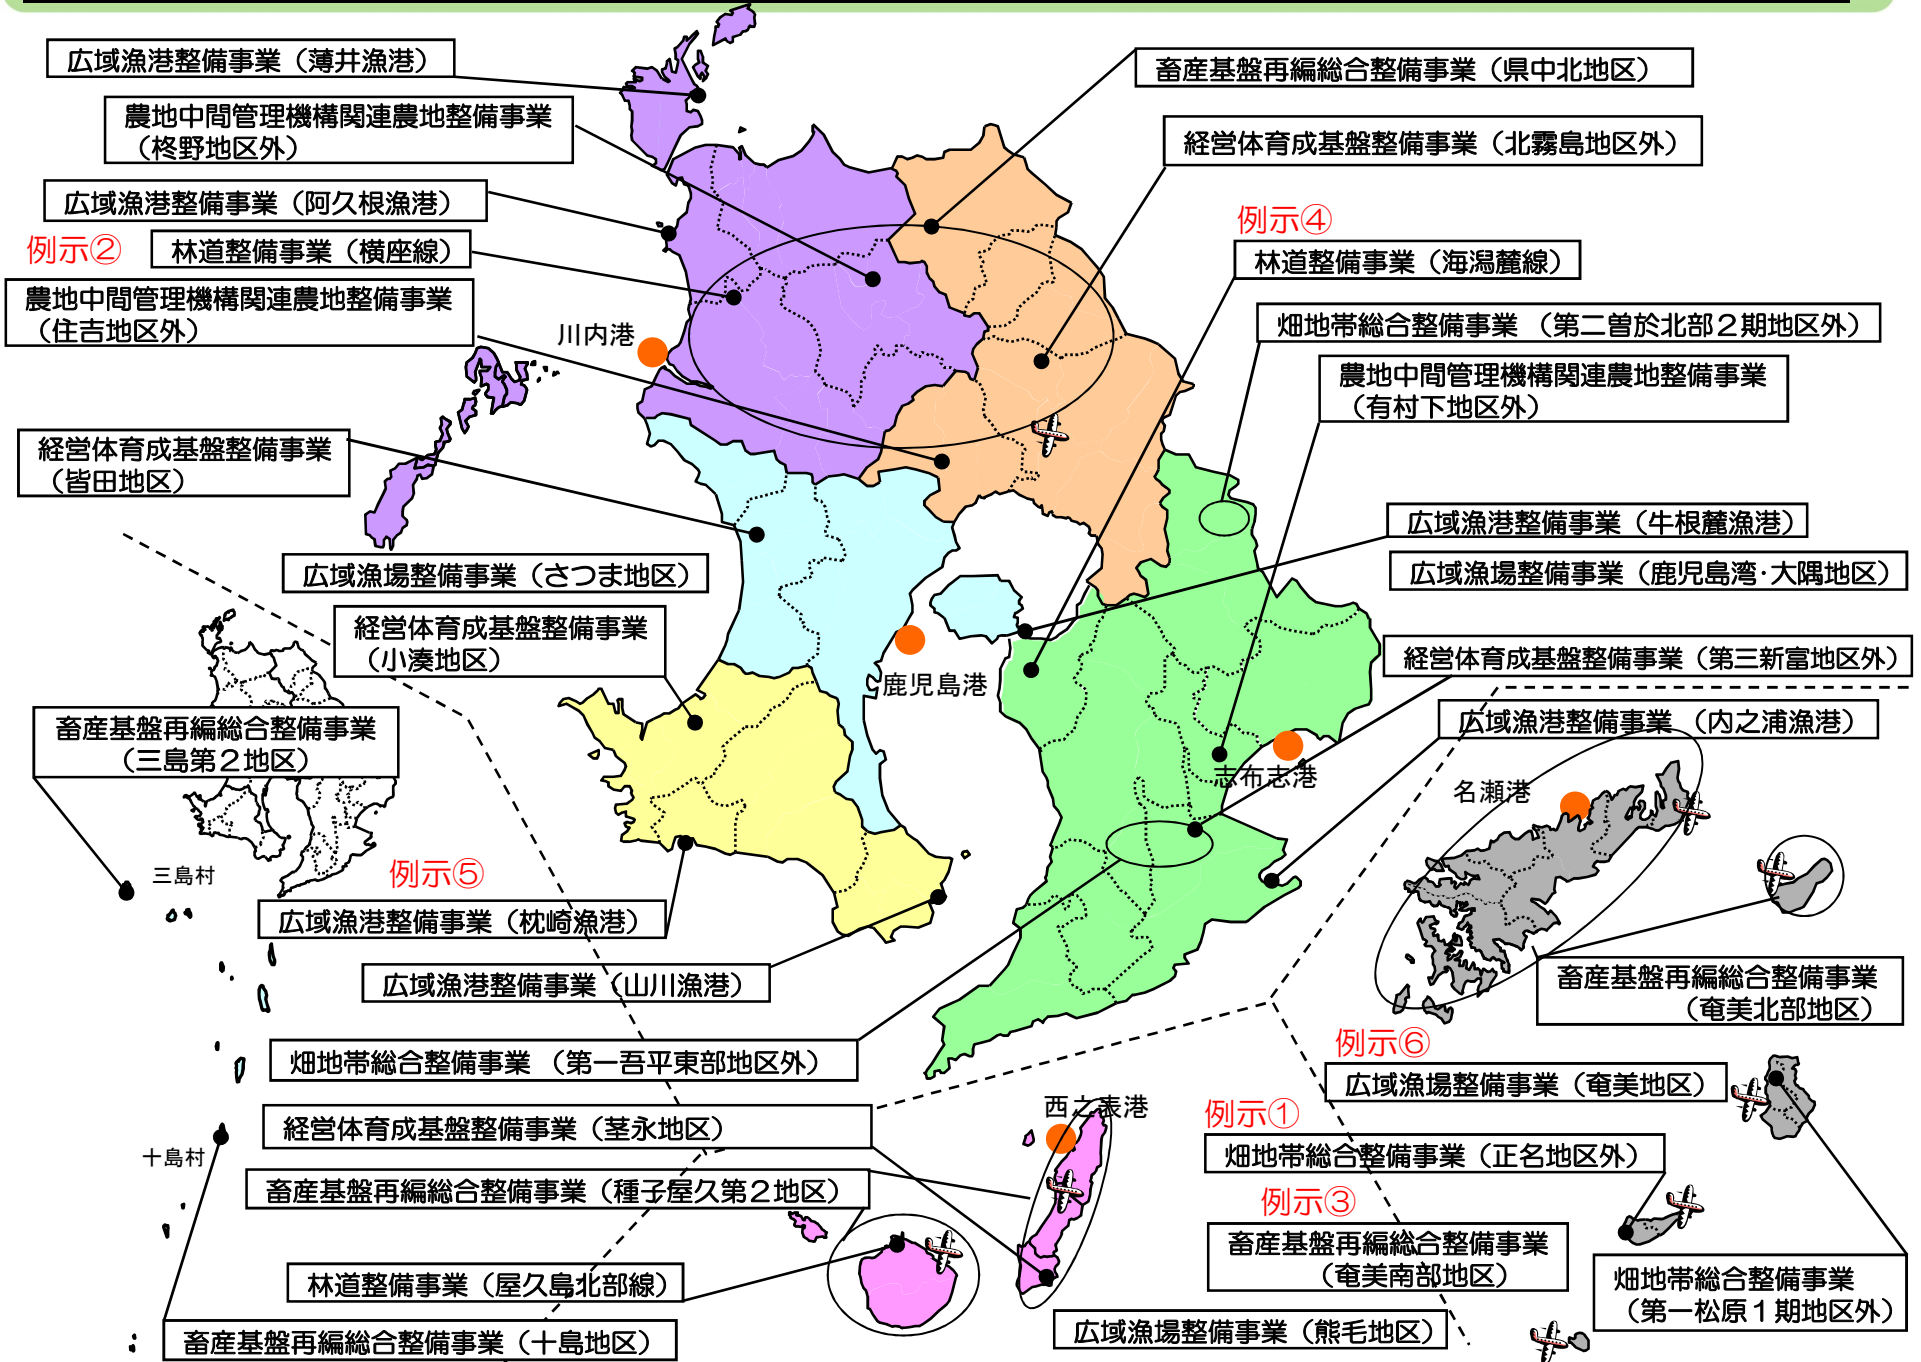 広域漁港整備事業（薄井漁港）
農地中間管理機構関連農地整備事業
（柊野地区外）
広域漁港整備事業（阿久根漁港）
例示②
林道整備事業（横座線）
農地中間管理機構関連農地整備事業
（住吉地区外）
川内港
経営体育成基盤整備事業
（皆田地区）
広域漁場整備事業（さつま地区）
経営体育成基盤整備事業
（小湊地区）
畜産基盤再編総合整備事業
（三島第２地区）
三島村
例示⑤
広域漁港整備事業（枕崎漁港）
広域漁港整備事業（山川漁港）
畑地帯総合整備事業 （第一吾平東部地区外）
経営体育成基盤整備事業（茎永地区）
十島村
畜産基盤再編総合整備事業（種子屋久第２地区）
林道整備事業（屋久島北部線）
畜産基盤再編総合整備事業（十島地区）
畜産基盤再編総合整備事業（県中北地区）
経営体育成基盤整備事業（北霧島地区外）
例示④
林道整備事業（海潟麓線）
畑地帯総合整備事業 （第二曽於北部２期地区外）
農地中間管理機構関連農地整備事業
（有村下地区外）
広域漁港整備事業（牛根麓漁港）
広域漁場整備事業（鹿児島湾・大隅地区）
鹿児島港
経営体育成基盤整備事業（第三新富地区外）
広域漁港整備事業 （内之浦漁港）
志布志港
名瀬港
畜産基盤再編総合整備事業
（奄美北部地区）
例示⑥
広域漁場整備事業（奄美地区）
西之表港
例示①
畑地帯総合整備事業（正名地区外）
例示③
畜産基盤再編総合整備事業
（奄美南部地区）
畑地帯総合整備事業
（第一松原１期地区外）
広域漁場整備事業（熊毛地区）